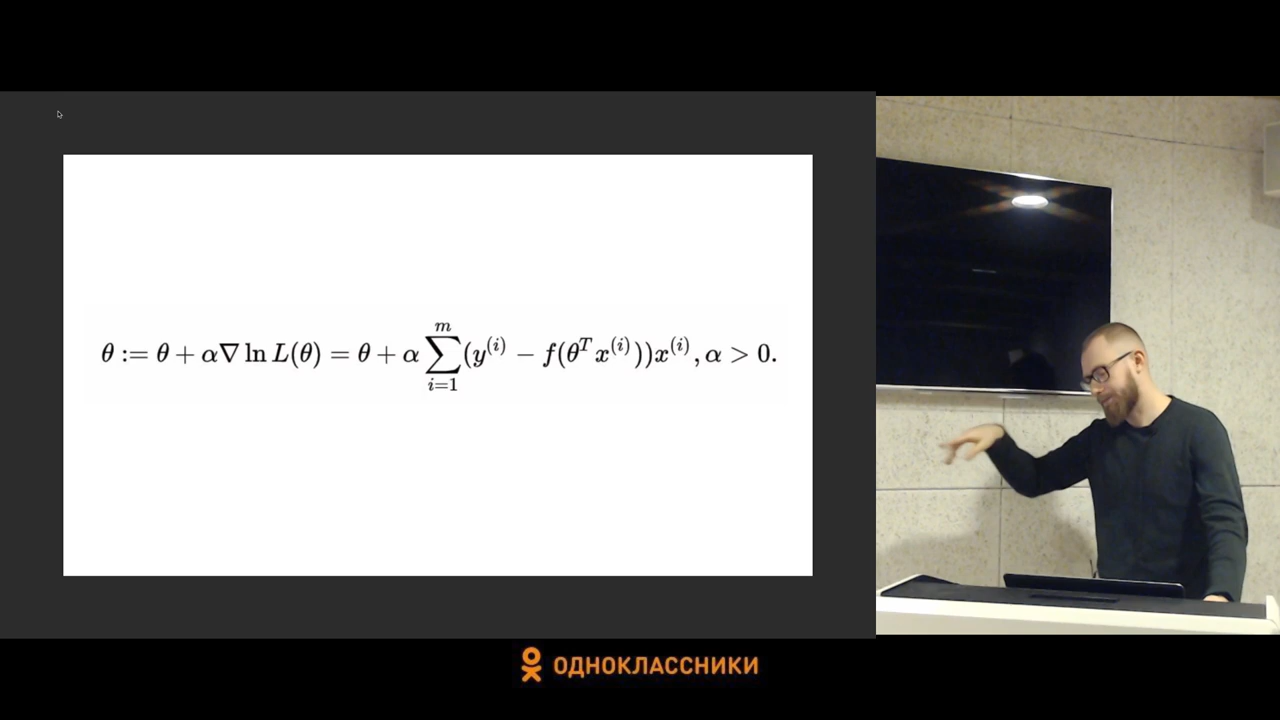 θ := θ + α∇ ln L(θ) = θ + α ∑_{i=1}^{m} (y^{(i)} − f(θ^T x^{(i)}))x^{(i)}, α > 0.
ОДНОКЛАССНИКИ